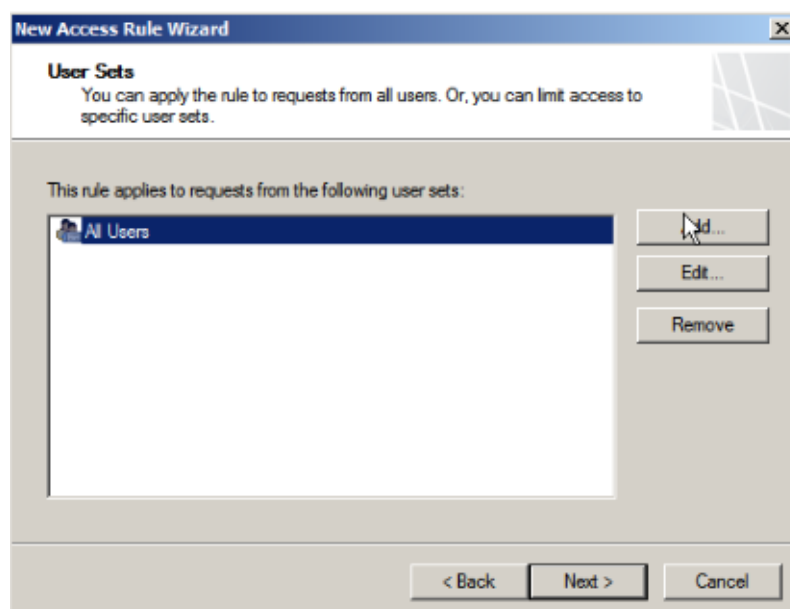 New Access Rule Wizard
User Sets
You can apply the rule to requests from all users. Or, you can limit access to
specific user sets.
This rule applies to requests from the following user sets:
All Users
Edit...
Remove
< Back
Next >
Cancel